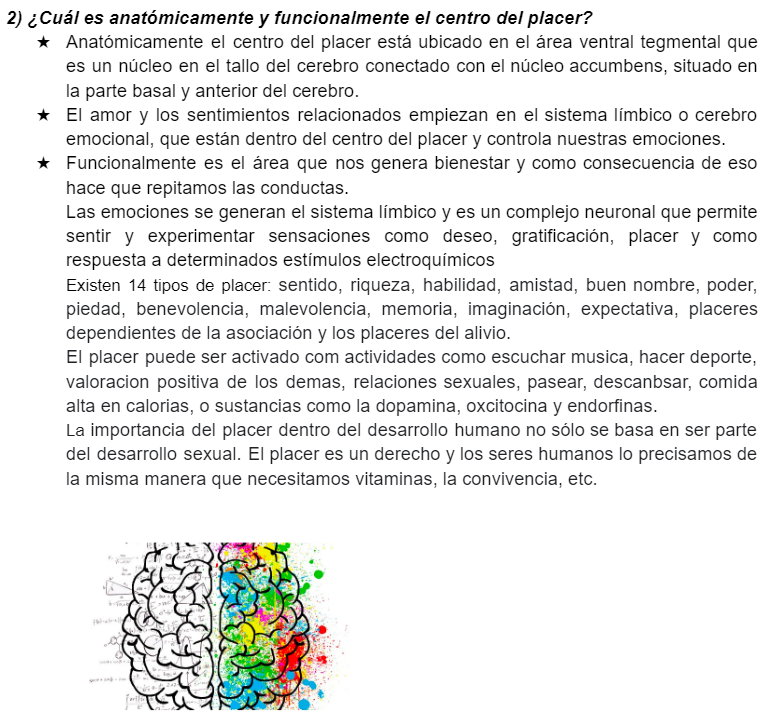 2) ¿Cuál es anatómicamente y funcionalmente el centro del placer?
★ Anatómicamente el centro del placer está ubicado en el área ventral tegmental que
es un núcleo en el tallo del cerebro conectado con el núcleo accumbens, situado en
la parte basal y anterior del cerebro.
★ El amor y los sentimientos relacionados empiezan en el sistema límbico o cerebro
emocional, que están dentro del centro del placer y controla nuestras emociones.
★ Funcionalmente es el área que nos genera bienestar y como consecuencia de eso
hace que repitamos las conductas.
Las emociones se generan el sistema límbico y es un complejo neuronal que permite
sentir y experimentar sensaciones como deseo, gratificación, placer y como
respuesta a determinados estímulos electroquímicos
Existen 14 tipos de placer: sentido, riqueza, habilidad, amistad, buen nombre, poder,
piedad, benevolencia, malevolencia, memoria, imaginación, expectativa, placeres
dependientes de la asociación y los placeres del alivio.
El placer puede ser activado com actividades como escuchar musica, hacer deporte,
valoracion positiva de los demas, relaciones sexuales, pasear, descanbsar, comida
alta en calorias, o sustancias como la dopamina, oxcitocina y endorfinas.
La importancia del placer dentro del desarrollo humano no sólo se basa en ser parte
del desarrollo sexual. El placer es un derecho y los seres humanos lo precisamos de
la misma manera que necesitamos vitaminas, la convivencia, etc.